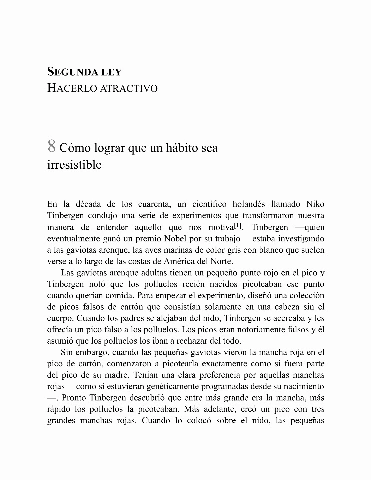 SEGUNDA LEY
HACERLO ATRACTIVO
8 Cómo lograr que un hábito sea
irresistible
En la década de los cuarenta, un científico holandés llamado Niko
Tinbergen condujo una serie de experimentos que transformaron nuestra
manera de entender aquello que nos motiva[1]. Tinbergen —quien
eventualmente ganó un premio Nobel por su trabajo— estaba investigando
a las gaviotas arenque, las aves marinas de color gris con blanco que suelen
verse a lo largo de las costas de América del Norte.
Las gaviotas arenque adultas tienen un pequeño punto rojo en el pico y
Tinbergen notó que los polluelos recién nacidos picoteaban ese punto
cuando querían comida. Para empezar el experimento, diseñó una colección
de picos falsos de cartón que consistían solamente en una cabeza sin el
cuerpo. Cuando los padres se alejaban del nido, Tinbergen se acercaba y les
ofrecía un pico falso a los polluelos. Los picos eran notoriamente falsos y él
asumió que los polluelos los iban a rechazar del todo.
Sin embargo, cuando las pequeñas gaviotas vieron la mancha roja en el
pico de cartón, comenzaron a picotearla exactamente como si fuera parte
del pico de su madre. Tenían una clara preferencia por aquellas manchas
rojas —como si estuvieran genéticamente programadas desde su nacimiento
—. Pronto Tinbergen descubrió que entre más grande era la mancha, más
rápido los polluelos la picoteaban. Más adelante, creó un pico con tres
grandes manchas rojas. Cuando lo colocó sobre el nido, las pequeñas